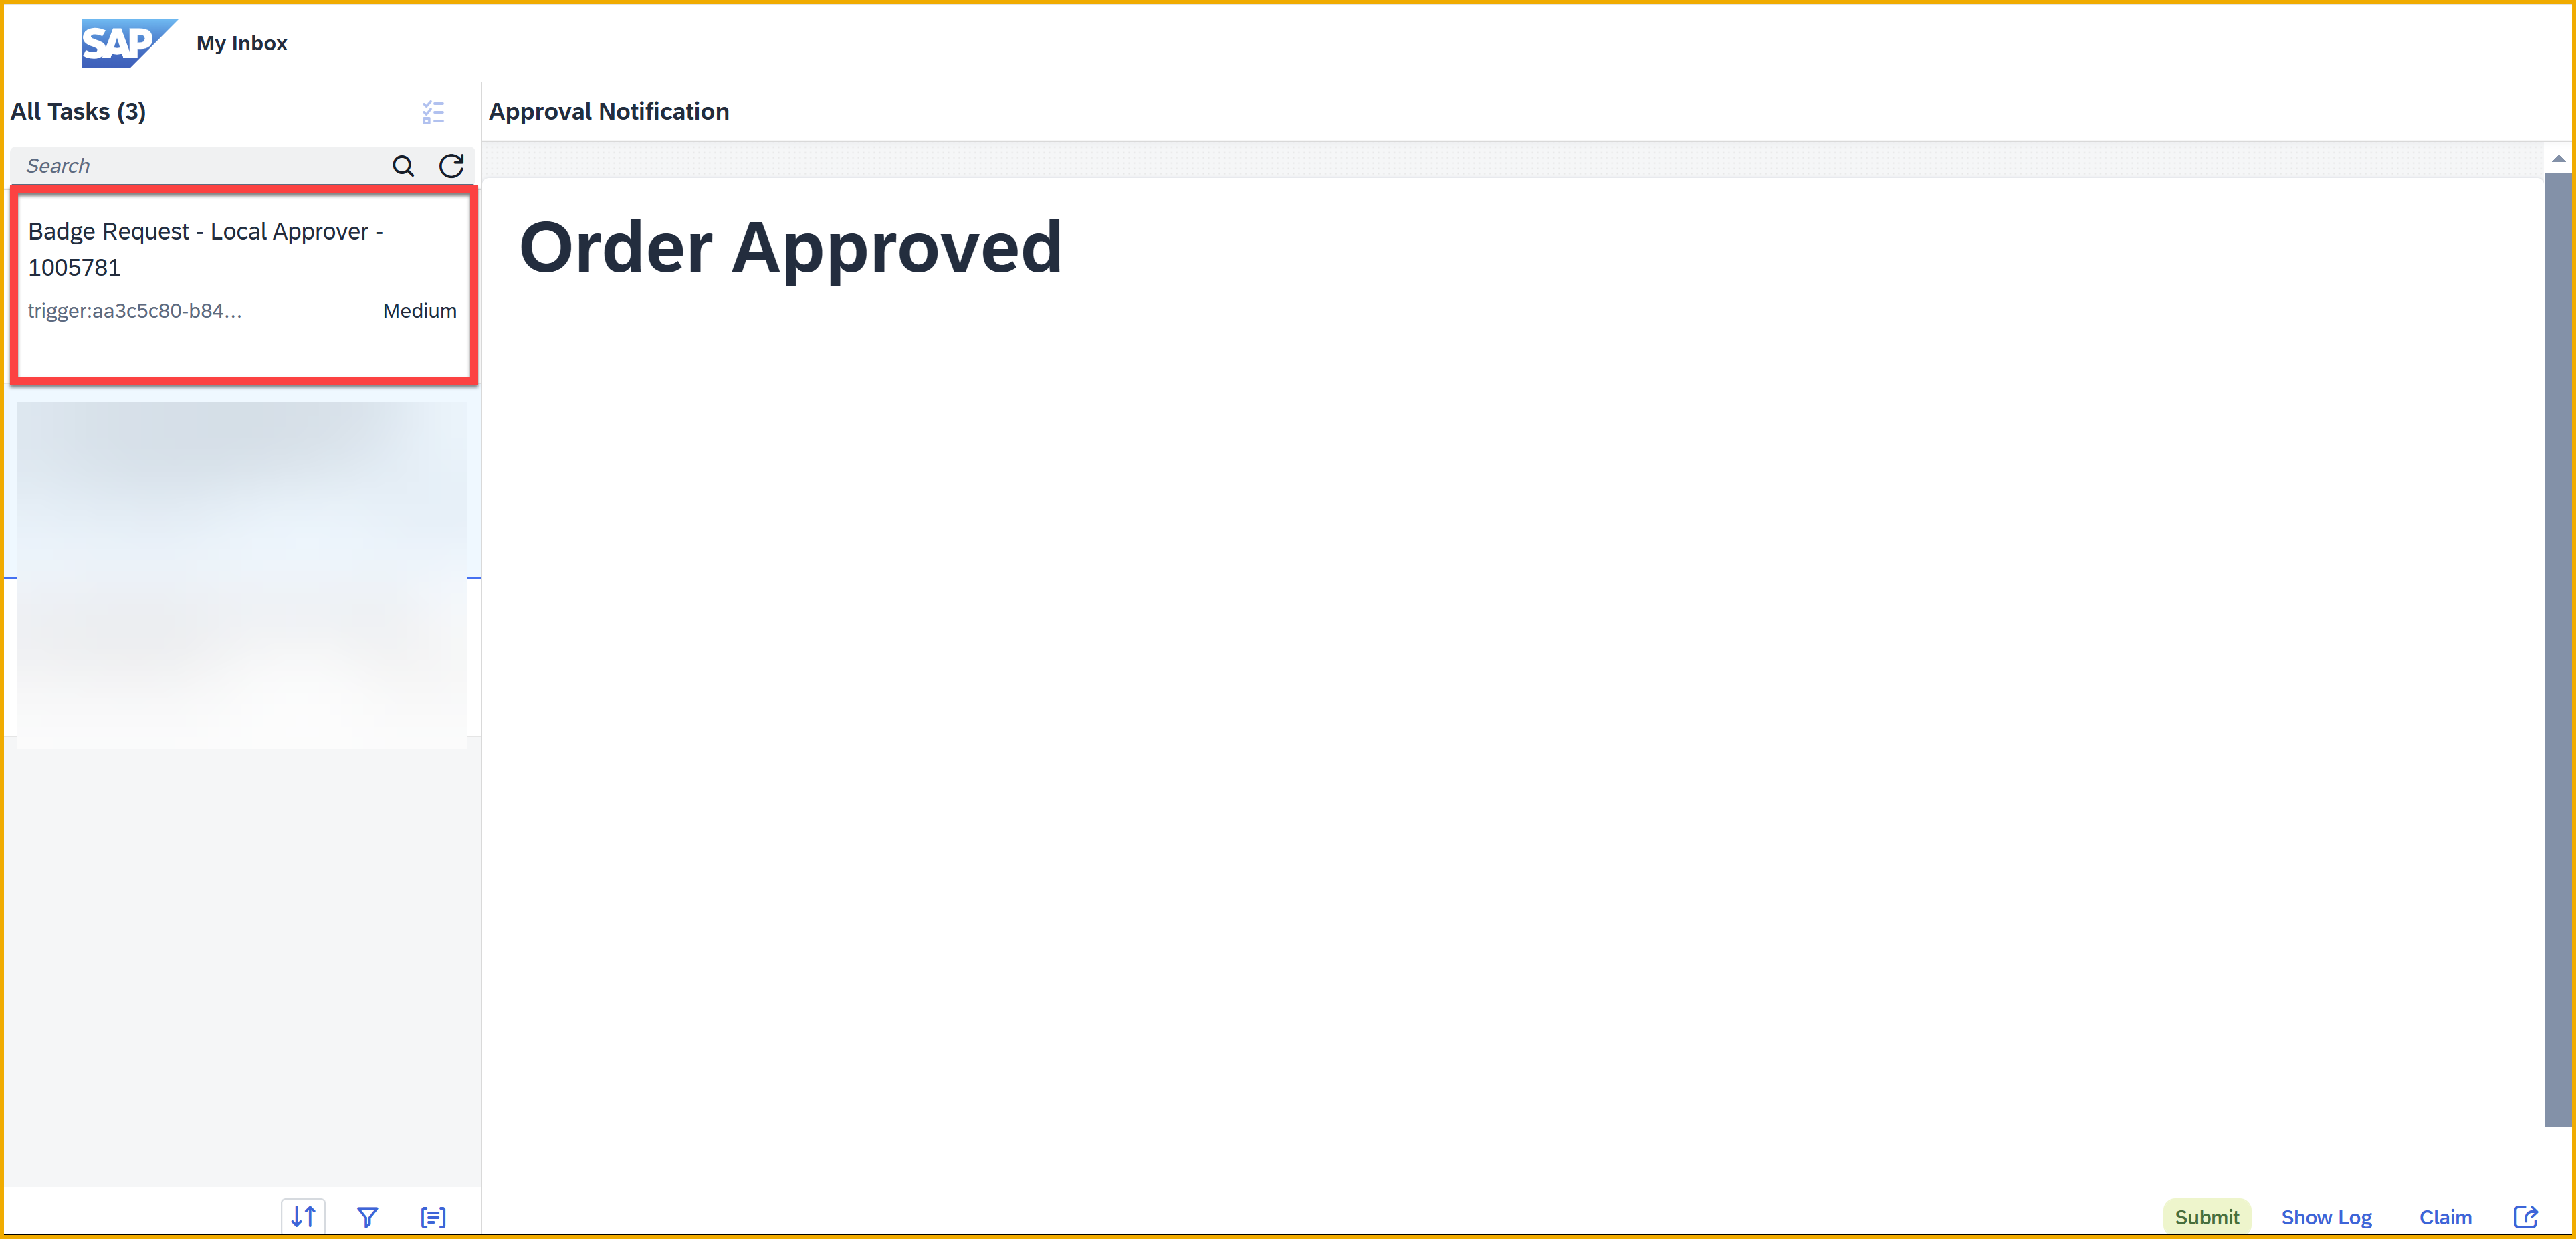 SAP My Inbox
All Tasks (3)
Search
Badge Request - Local Approver -
1005781
trigger:aa3c5c80-b84... Medium
Approval Notification
Order Approved
Submit Show Log Claim